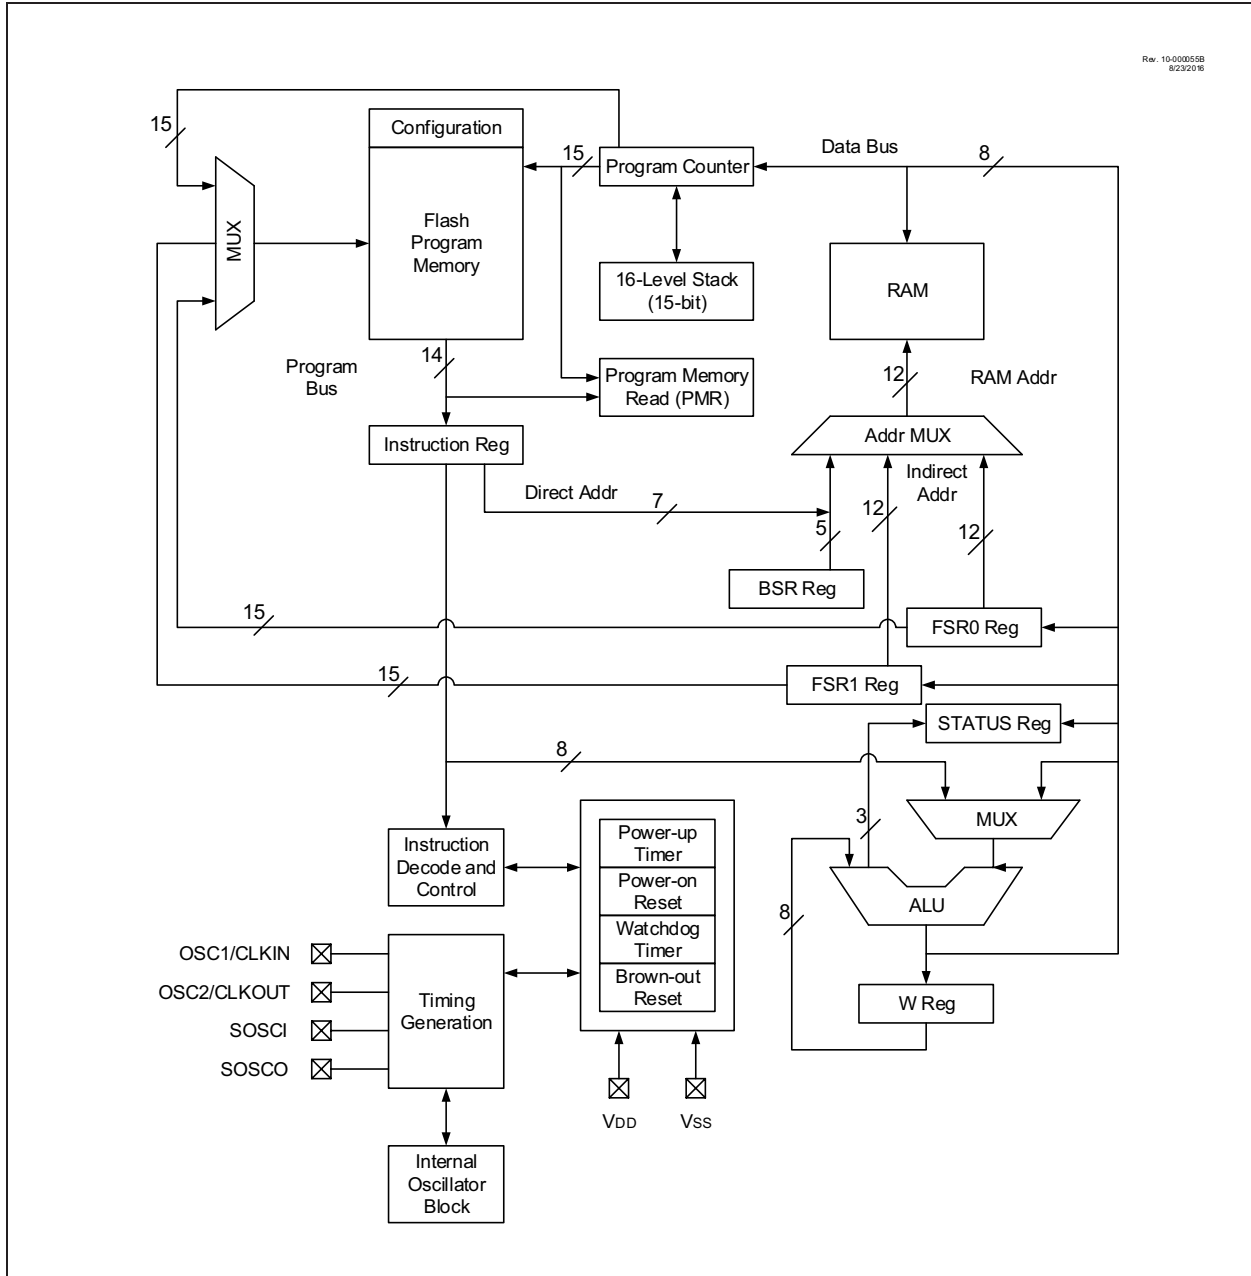 Rev. 10-000055B
8/23/2016
15
Configuration
15
Program Counter
Data Bus
8
MUX
Flash
Program
Memory
16-Level Stack
(15-bit)
RAM
Program
Bus
14
Program Memory
Read (PMR)
12
RAM Addr
Instruction Reg
Addr MUX
Direct Addr
7
Indirect
Addr
5
12
12
BSR Reg
15
FSR0 Reg
15
FSR1 Reg
STATUS Reg
8
3
MUX
Instruction
Decode and
Control
Power-up
Timer
Power-on
Reset
Watchdog
Timer
Brown-out
Reset
8
ALU
W Reg
OSC1/CLKIN
OSC2/CLKOUT
SOSCI
SOSCO
Timing
Generation
VDD
VSS
Internal
Oscillator
Block